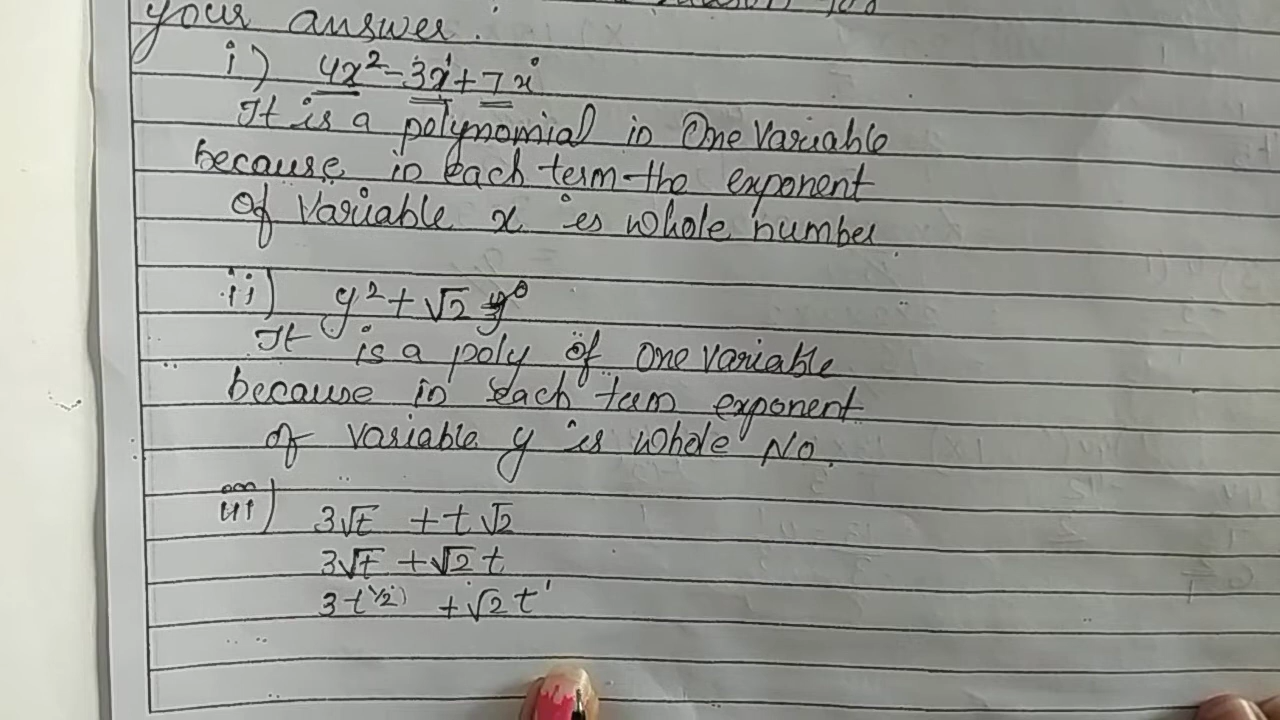 your answer.
i) 4x² - 3x¹ + 7x⁰
It is a polynomial in One Variable
because in each term the exponent
of Variable x is whole number
ii) y² + √2 y⁰
It is a poly of one variable
because in each term exponent
of variable y is whole No.
iii) 3√t + t√2
3√t + √2 t
3t^(1/2) + √2 t¹